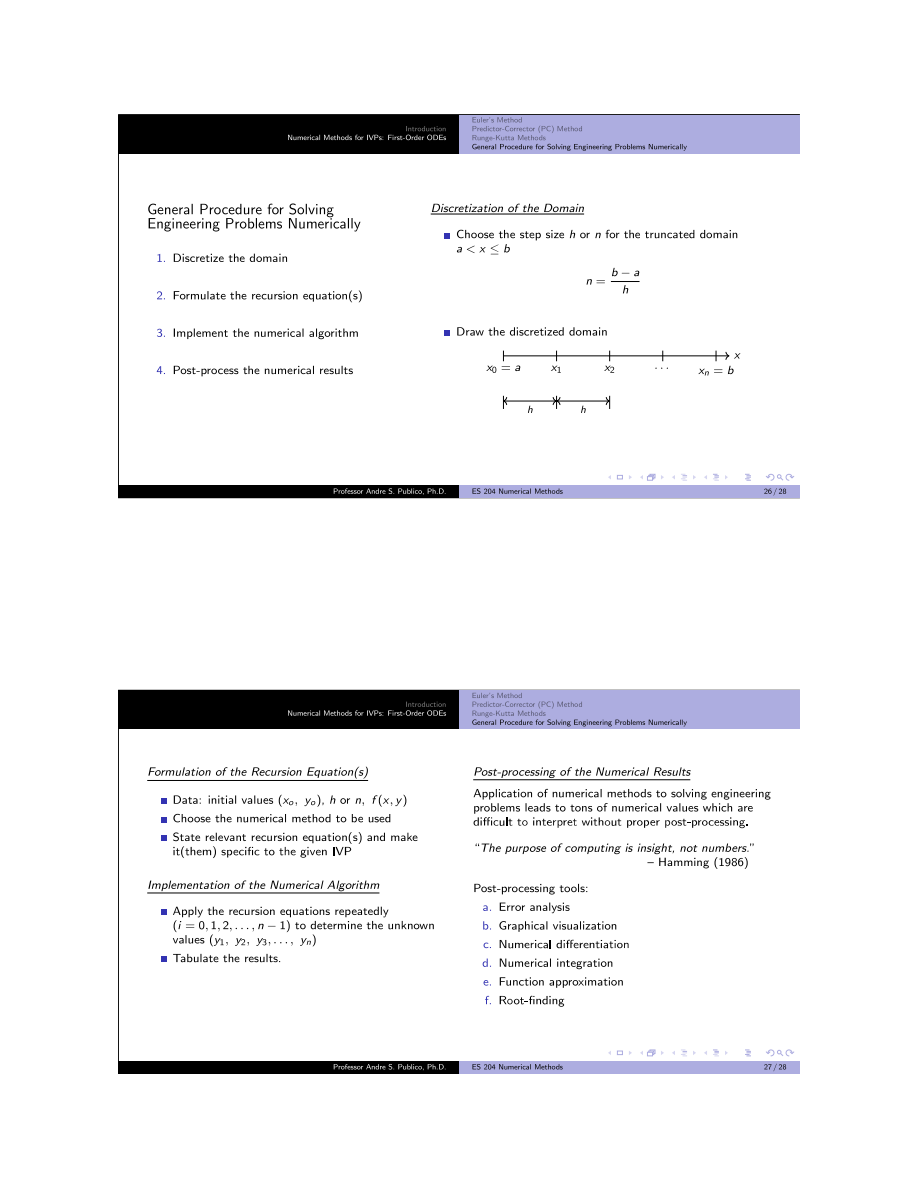 Introduction
Numerical Methods for IVPs: First-Order ODEs
Euler's Method
Predictor-Corrector (PC) Method
Runge-Kutta Methods
General Procedure for Solving Engineering Problems Numerically
General Procedure for Solving
Engineering Problems Numerically
1. Discretize the domain
2. Formulate the recursion equation(s)
3. Implement the numerical algorithm
4. Post-process the numerical results
Discretization of the Domain
Choose the step size h or n for the truncated domain
a < x ≤ b
n = (b − a) / h
Draw the discretized domain
x
x₀ = a x₁ x₂ · · · xₙ = b
h h
Professor Andre S. Publico, Ph.D. ES 204 Numerical Methods 26 / 28
Introduction
Numerical Methods for IVPs: First-Order ODEs
Euler's Method
Predictor-Corrector (PC) Method
Runge-Kutta Methods
General Procedure for Solving Engineering Problems Numerically
Formulation of the Recursion Equation(s)
Data: initial values (xₒ, yₒ), h or n, f(x, y)
Choose the numerical method to be used
State relevant recursion equation(s) and make
it(them) specific to the given IVP
Implementation of the Numerical Algorithm
Apply the recursion equations repeatedly
(i = 0, 1, 2, . . . , n − 1) to determine the unknown
values (y₁, y₂, y₃, . . . , yₙ)
Tabulate the results.
Post-processing of the Numerical Results
Application of numerical methods to solving engineering
problems leads to tons of numerical values which are
difficult to interpret without proper post-processing.
“The purpose of computing is insight, not numbers.”
– Hamming (1986)
Post-processing tools:
a. Error analysis
b. Graphical visualization
c. Numerical differentiation
d. Numerical integration
e. Function approximation
f. Root-finding
Professor Andre S. Publico, Ph.D. ES 204 Numerical Methods 27 / 28